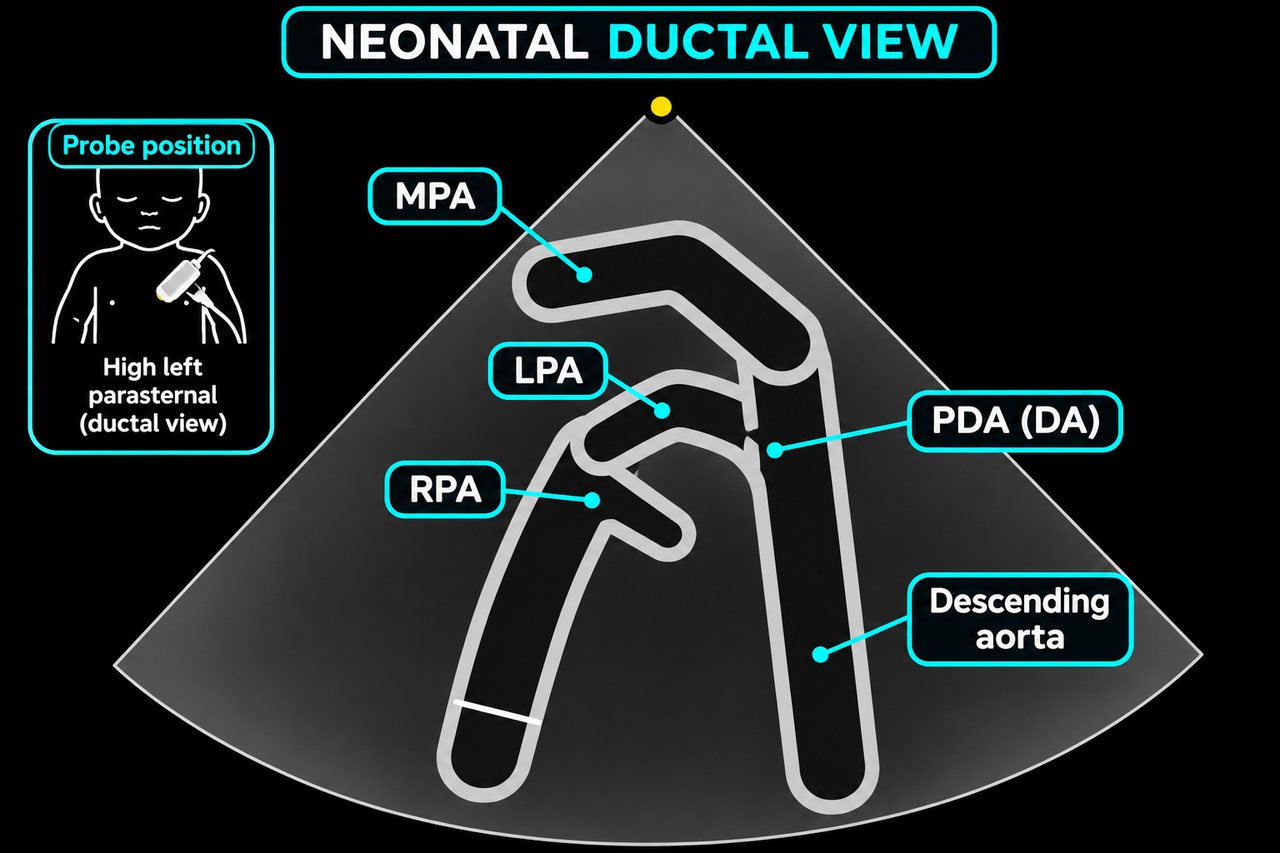 NEONATAL DUCTAL VIEW
Probe position
High left
parasternal
(ductal view)
MPA
LPA
RPA
PDA (DA)
Descending
aorta